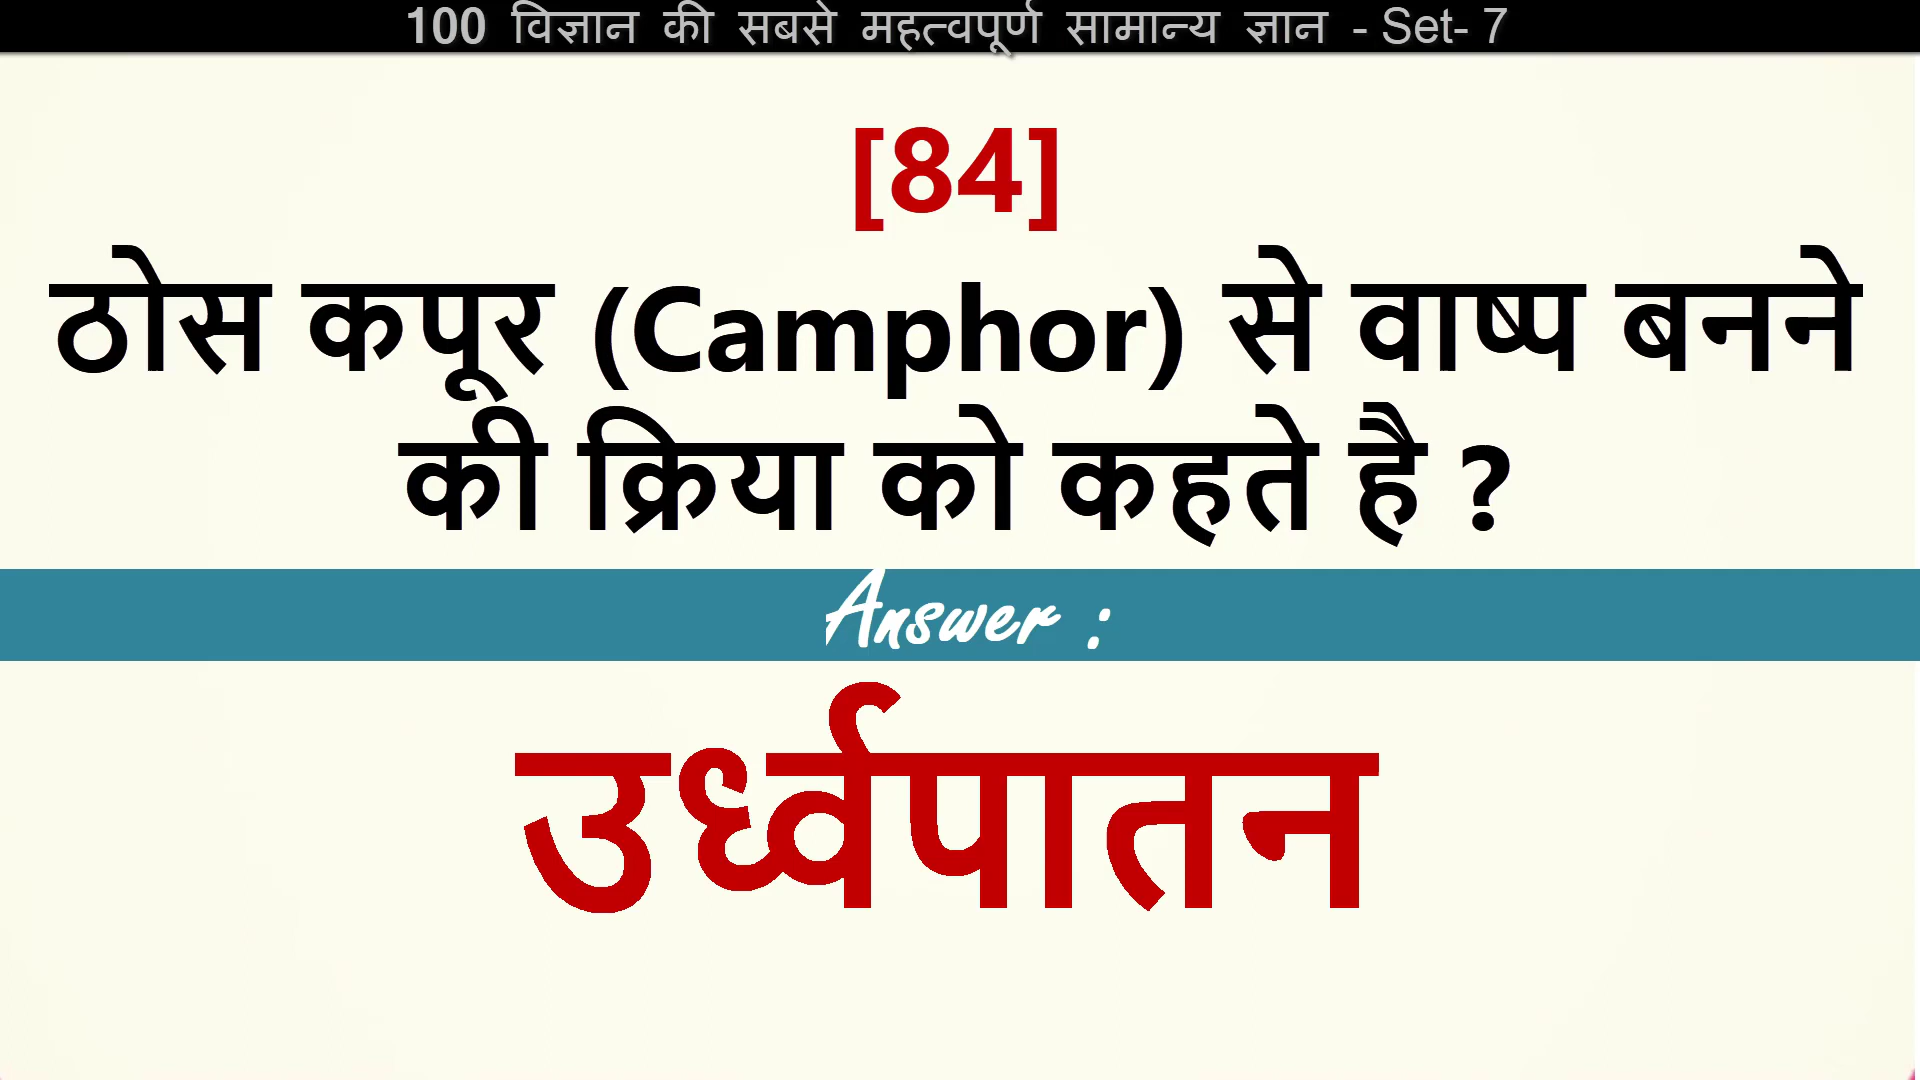 100 विज्ञान की सबसे महत्वपूर्ण सामान्य ज्ञान - Set- 7
[84]
ठोस कपूर (Camphor) से वाष्प बनने
की क्रिया को कहते है ?
Answer :
उर्ध्वपातन